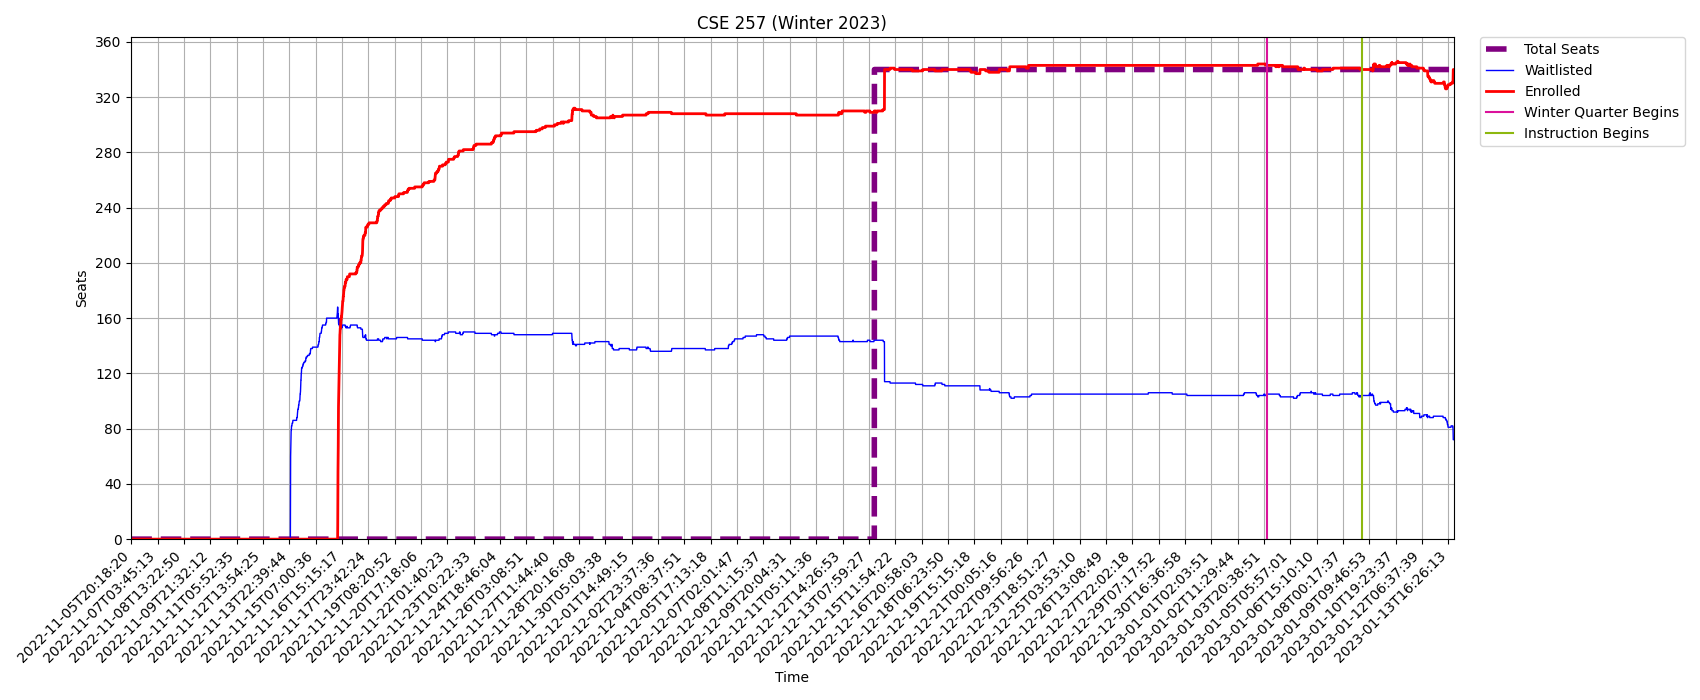 CSE 257 (Winter 2023)
360
320
280
240
200
160
120
80
40
0
Seats
Total Seats
Waitlisted
Enrolled
Winter Quarter Begins
Instruction Begins
2022-11-05T20:18:20
2022-11-07T03:45:13
2022-11-08T13:22:50
2022-11-09T21:32:12
2022-11-11T05:52:35
2022-11-12T13:54:25
2022-11-13T22:39:44
2022-11-15T07:00:36
2022-11-16T15:15:17
2022-11-17T23:42:24
2022-11-19T08:20:52
2022-11-20T17:18:06
2022-11-22T01:40:23
2022-11-23T10:22:33
2022-11-24T18:46:04
2022-11-26T03:08:51
2022-11-27T11:44:40
2022-11-28T20:16:08
2022-11-30T05:03:38
2022-12-01T14:49:15
2022-12-02T23:37:36
2022-12-04T08:37:51
2022-12-05T17:13:18
2022-12-07T02:01:47
2022-12-08T11:15:37
2022-12-09T20:04:31
2022-12-11T05:11:36
2022-12-12T14:26:53
2022-12-13T07:59:27
2022-12-15T11:54:22
2022-12-16T20:58:03
2022-12-18T06:23:50
2022-12-19T15:15:18
2022-12-21T00:05:16
2022-12-22T09:56:26
2022-12-23T18:51:27
2022-12-25T03:53:10
2022-12-26T13:08:49
2022-12-27T22:02:18
2022-12-29T07:17:52
2022-12-30T16:36:58
2023-01-01T02:03:51
2023-01-02T11:29:44
2023-01-03T20:38:51
2023-01-05T05:57:01
2023-01-06T15:10:10
2023-01-08T00:17:37
2023-01-09T09:46:53
2023-01-10T19:23:37
2023-01-12T06:37:39
2023-01-13T16:26:13
Time